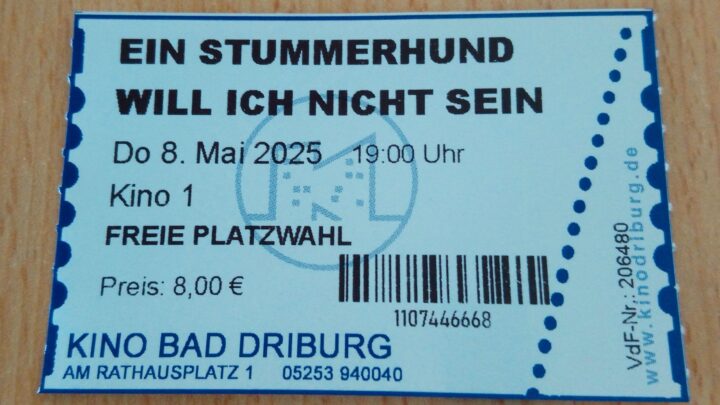 EIN STUMMERHUND
WILL ICH NICHT SEIN
Do 8. Mai 2025 19:00 Uhr
Kino 1
FREIE PLATZWAHL
Preis: 8,00 €
1107446668
KINO BAD DRIBURG
AM RATHAUSPLATZ 1 05253 940040
VdF-Nr.: 206480
www.kinodriburg.de